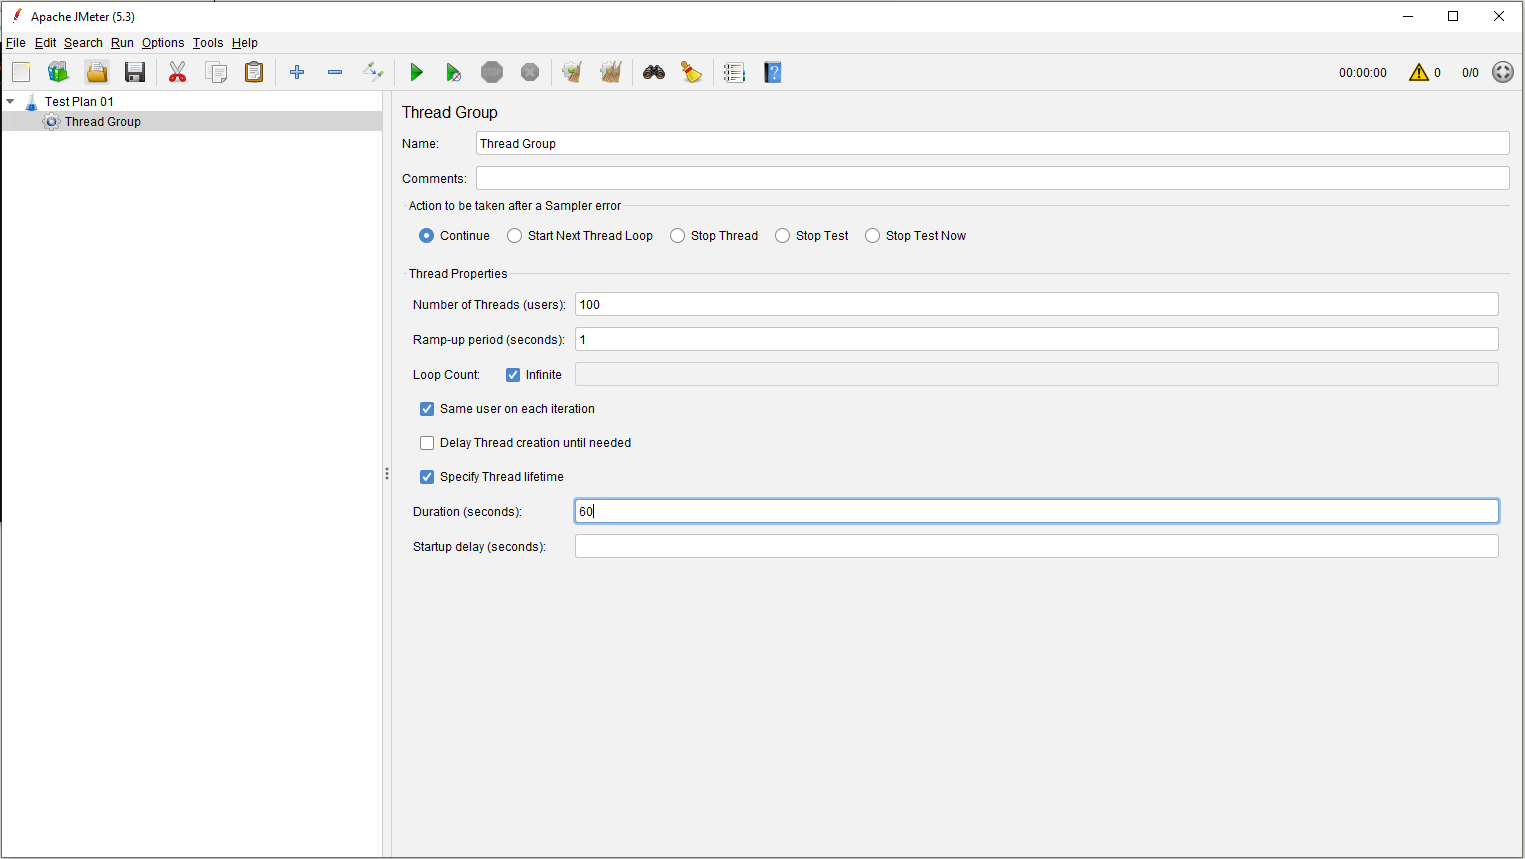 Apache JMeter (5.3)
File Edit Search Run Options Tools Help
00:00:00 0 0/0
Test Plan 01
Thread Group
Thread Group
Name: Thread Group
Comments:
Action to be taken after a Sampler error
Continue Start Next Thread Loop Stop Thread Stop Test Stop Test Now
Thread Properties
Number of Threads (users): 100
Ramp-up period (seconds): 1
Loop Count: Infinite
Same user on each iteration
Delay Thread creation until needed
Specify Thread lifetime
Duration (seconds): 60
Startup delay (seconds):